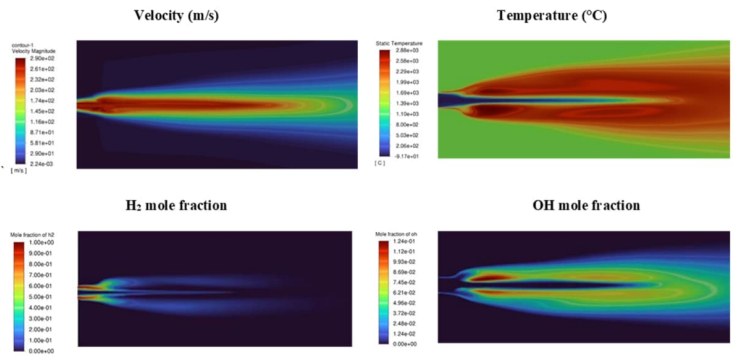 Velocity (m/s)
contour-1
Velocity Magnitude
2.90e+02
2.61e+02
2.32e+02
2.03e+02
1.74e+02
1.45e+02
1.16e+02
8.71e+01
5.81e+01
2.90e+01
2.24e-03
[ m/s ]
Temperature (°C)
Static Temperature
2.88e+03
2.58e+03
2.29e+03
1.99e+03
1.69e+03
1.39e+03
1.10e+03
8.00e+02
5.03e+02
2.06e+02
-9.17e+01
[ C ]
H₂ mole fraction
Mole fraction of h2
1.00e+00
9.00e-01
8.00e-01
7.00e-01
6.00e-01
5.00e-01
4.00e-01
3.00e-01
2.00e-01
1.00e-01
0.00e+00
OH mole fraction
Mole fraction of oh
1.24e-01
1.12e-01
9.93e-02
8.69e-02
7.45e-02
6.21e-02
4.96e-02
3.72e-02
2.48e-02
1.24e-02
0.00e+00